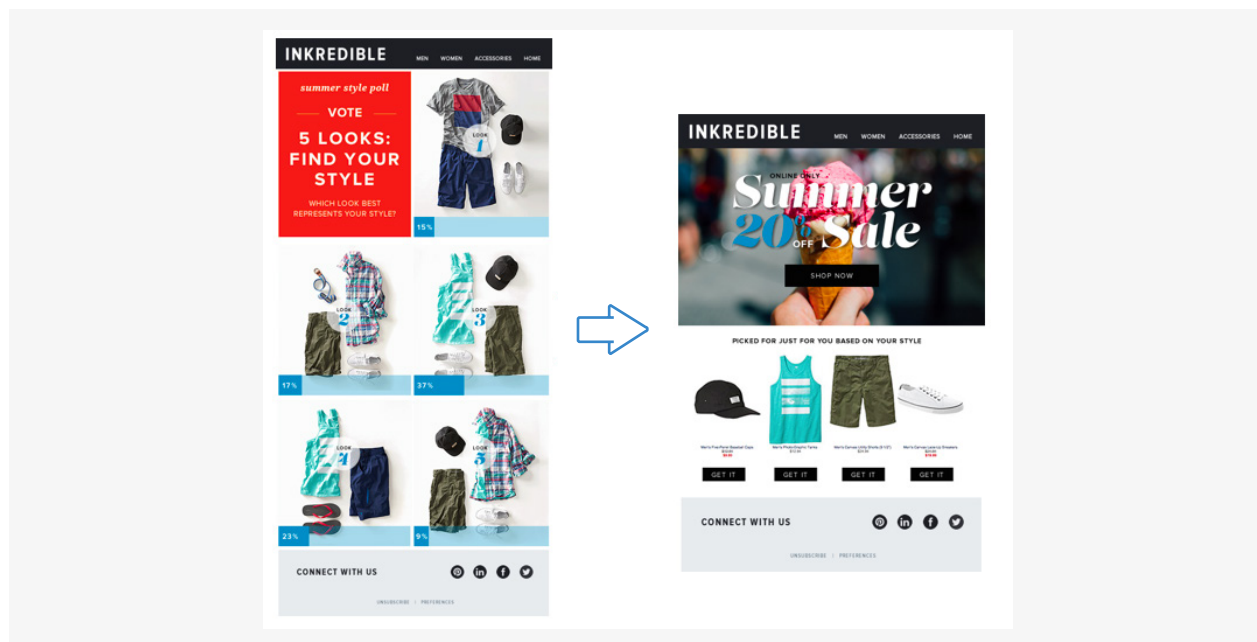 INKREDIBLE
MEN WOMEN ACCESSORIES HOME
summer style poll
VOTE
5 LOOKS:
FIND YOUR
STYLE
WHICH LOOK BEST
REPRESENTS YOUR STYLE?
LOOK
1
15%
LOOK
2
17%
LOOK
3
37%
LOOK
4
23%
LOOK
5
9%
CONNECT WITH US
UNSUBSCRIBE | PREFERENCES
INKREDIBLE
MEN WOMEN ACCESSORIES HOME
ONLINE ONLY
Summer
20% OFF Sale
SHOP NOW
PICKED FOR JUST FOR YOU BASED ON YOUR STYLE
GET IT GET IT GET IT GET IT
CONNECT WITH US
UNSUBSCRIBE | PREFERENCES